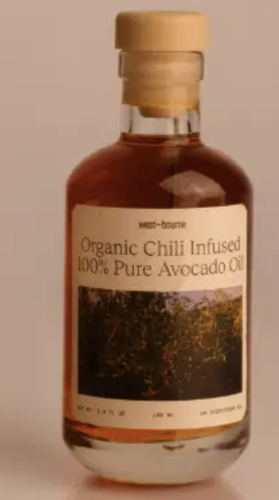 west~bourne
Organic Chili Infused
100% Pure Avocado Oil